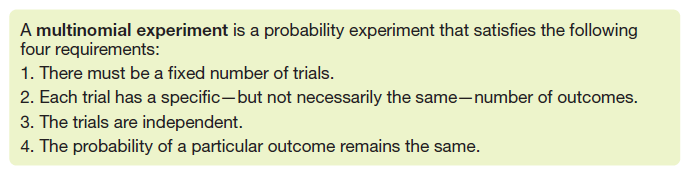 A multinomial experiment is a probability experiment that satisfies the following
four requirements:
1. There must be a fixed number of trials.
2. Each trial has a specific—but not necessarily the same—number of outcomes.
3. The trials are independent.
4. The probability of a particular outcome remains the same.